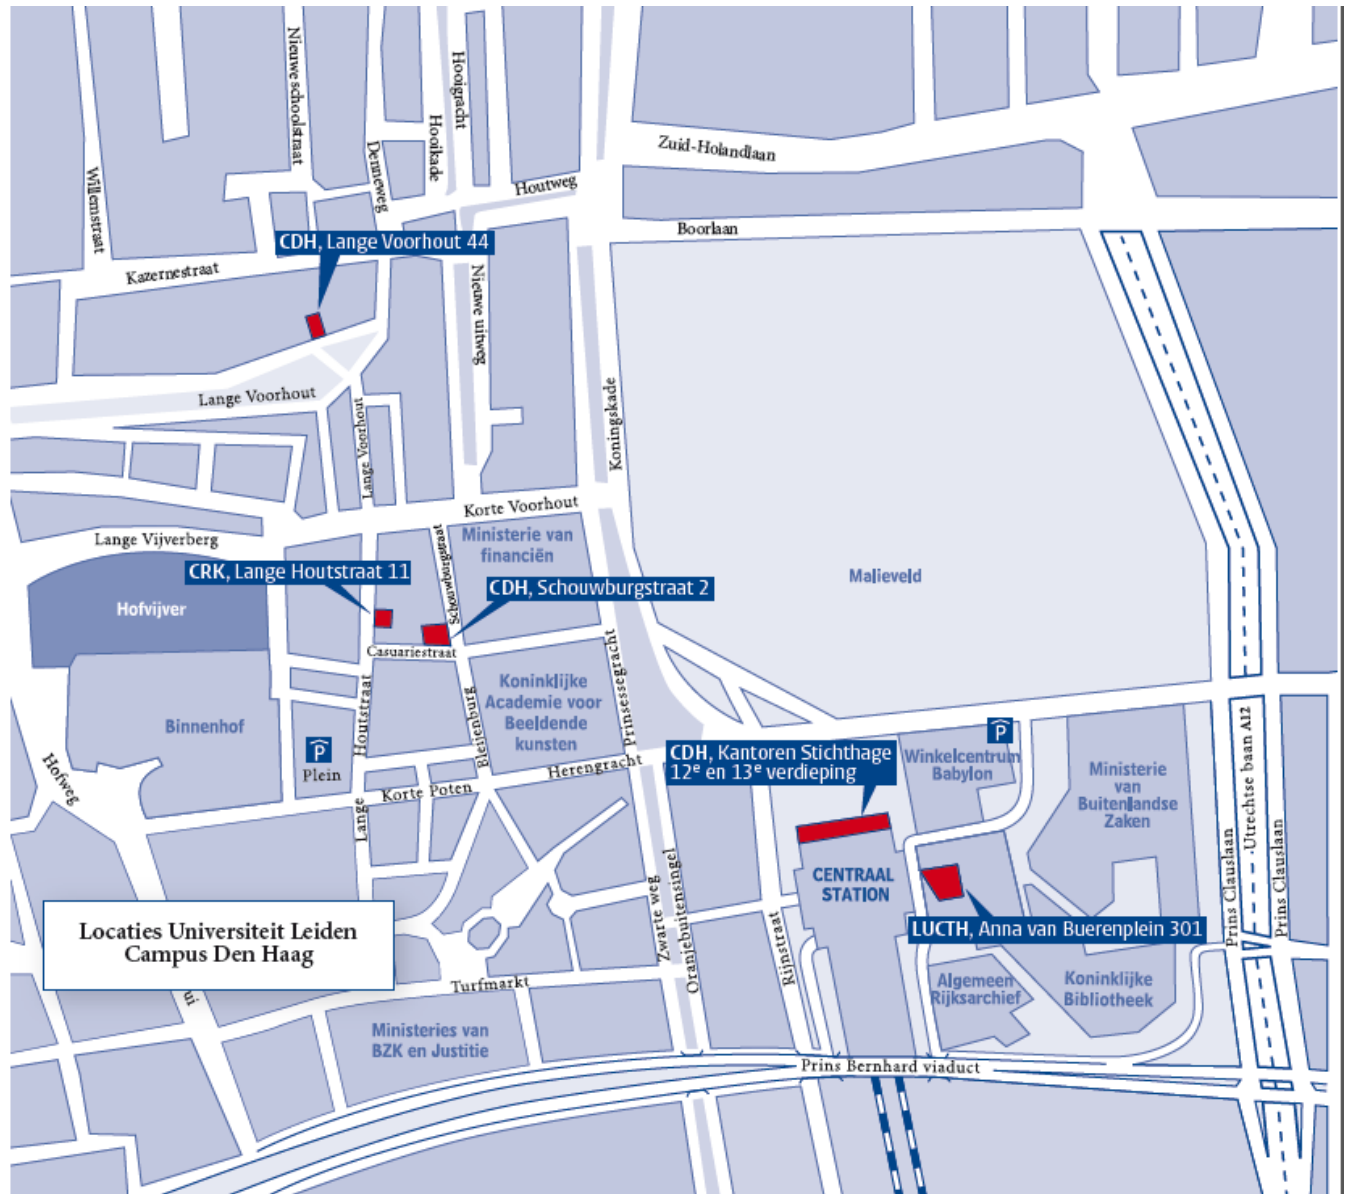 Nieuwe schoolstraat
Hooigracht
Hooikade
Denneweg
Willemstraat
Zuid-Holandlaan
Houtweg
Boorlaan
CDH, Lange Voorhout 44
Kazernestraat
Nieuwe uitweg
Lange Voorhout
Lange Voorhout
Koningskade
Korte Voorhout
Lange Vijverberg
Schouwburgstraat
Ministerie van
financiën
CRK, Lange Houtstraat 11
CDH, Schouwburgstraat 2
Malieveld
Hofvijver
Casuariestraat
Prinsessegracht
Koninklijke
Academie voor
Beeldende
kunsten
Binnenhof
Bleijenburg
Lange Houtstraat
P
Plein
Hofweg
Herengracht
Korte Poten
CDH, Kantoren Stichthage
12e en 13e verdieping
P
Winkelcentrum
Babylon
Ministerie
van
Buitenlandse
Zaken
Utrechtse baan A12
Prins Clauslaan
Prins Clauslaan
CENTRAAL
STATION
LUCTH, Anna van Buerenplein 301
Zwarte weg
Oranjebuitensingel
Rijnstraat
Locaties Universiteit Leiden
Campus Den Haag
Turfmarkt
Algemeen
Rijksarchief
Koninklijke
Bibliotheek
Ministeries van
BZK en Justitie
Prins Bernhard viaduct